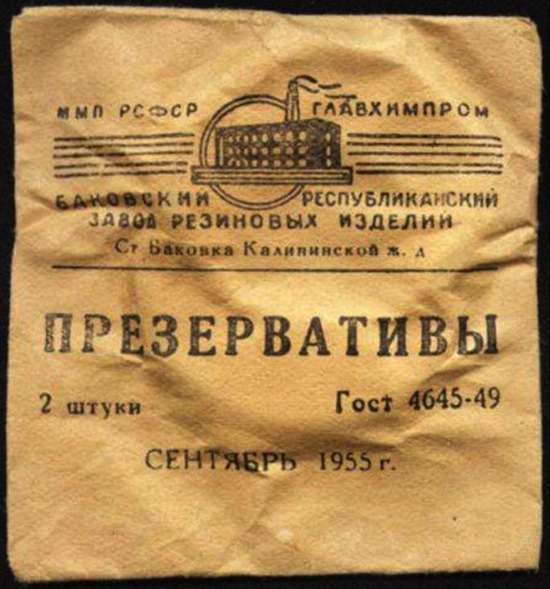 ММП РСФСР ГЛАВХИМПРОМ
БАКОВСКИЙ РЕСПУБЛИКАНСКИЙ
ЗАВОД РЕЗИНОВЫХ ИЗДЕЛИЙ
Ст Баковка Калининской ж. д
ПРЕЗЕРВАТИВЫ
2 штуки Гост 4645-49
СЕНТЯБРЬ 1955 г.